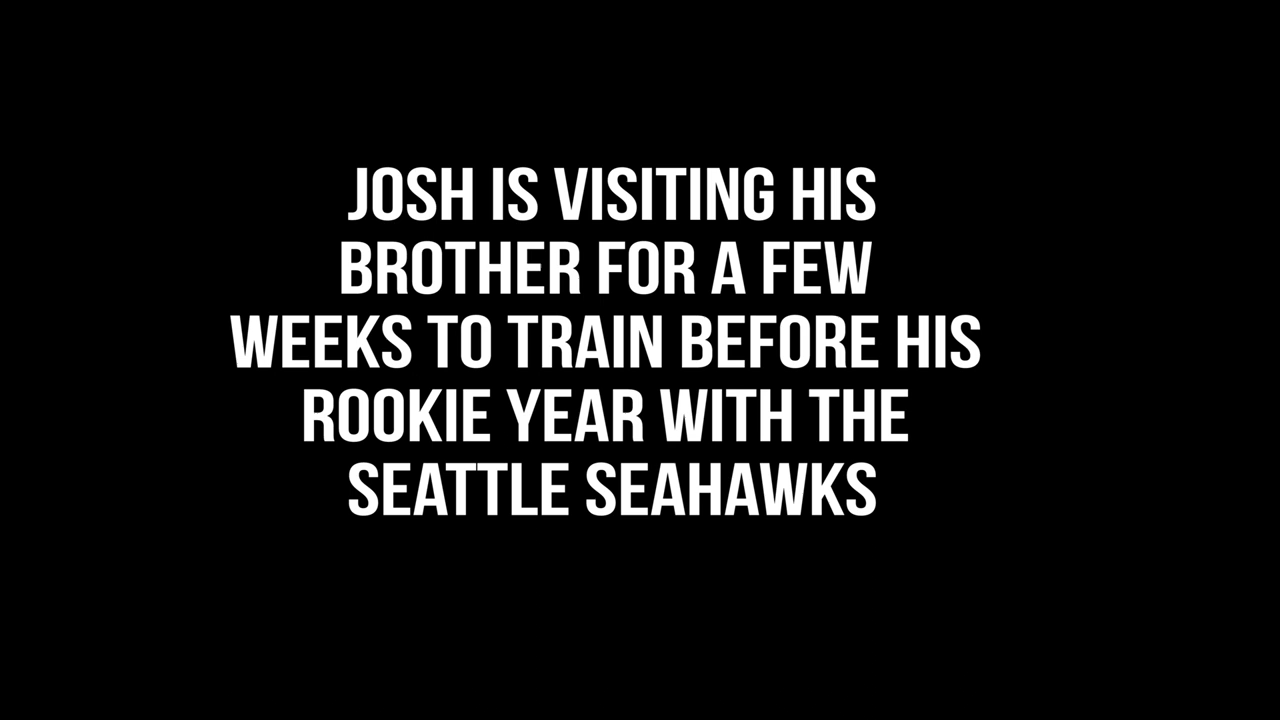 JOSH IS VISITING HIS
BROTHER FOR A FEW
WEEKS TO TRAIN BEFORE HIS
ROOKIE YEAR WITH THE
SEATTLE SEAHAWKS